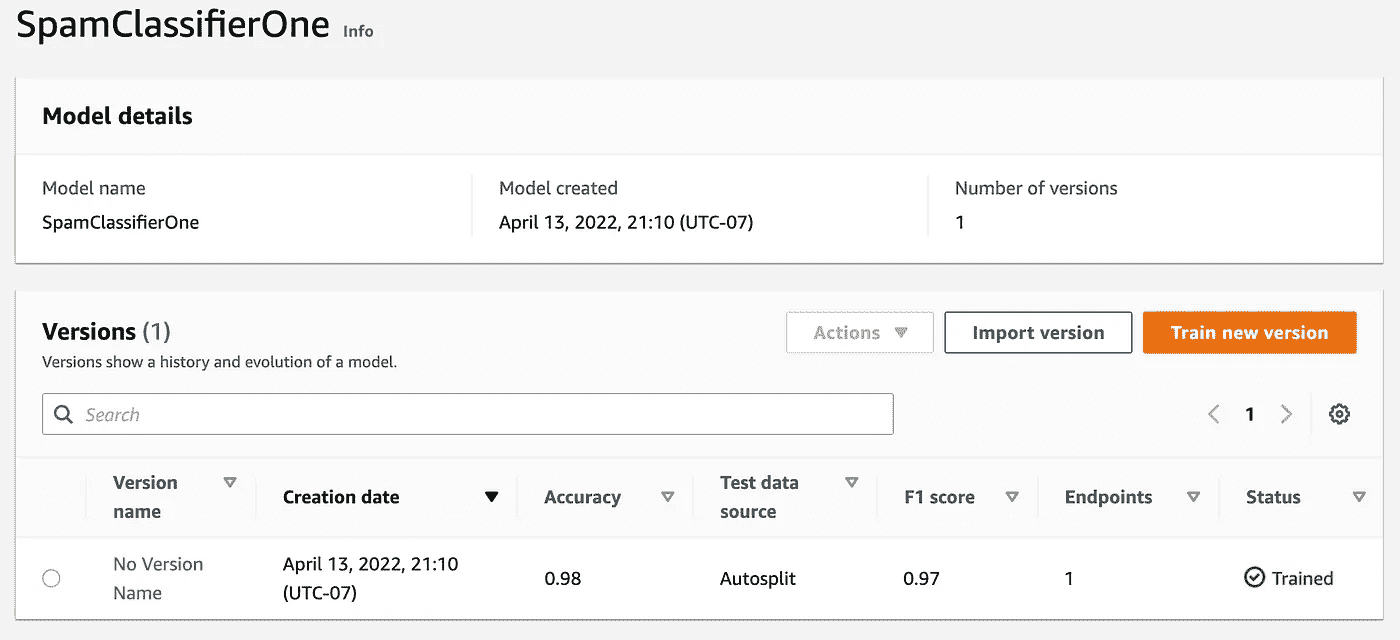 SpamClassifierOne Info
Model details
Model name
SpamClassifierOne
Model created
April 13, 2022, 21:10 (UTC-07)
Number of versions
1
Versions (1)
Versions show a history and evolution of a model.
Actions
Import version
Train new version
Search
1
Version name
Creation date
Accuracy
Test data source
F1 score
Endpoints
Status
No Version Name
April 13, 2022, 21:10 (UTC-07)
0.98
Autosplit
0.97
1
Trained